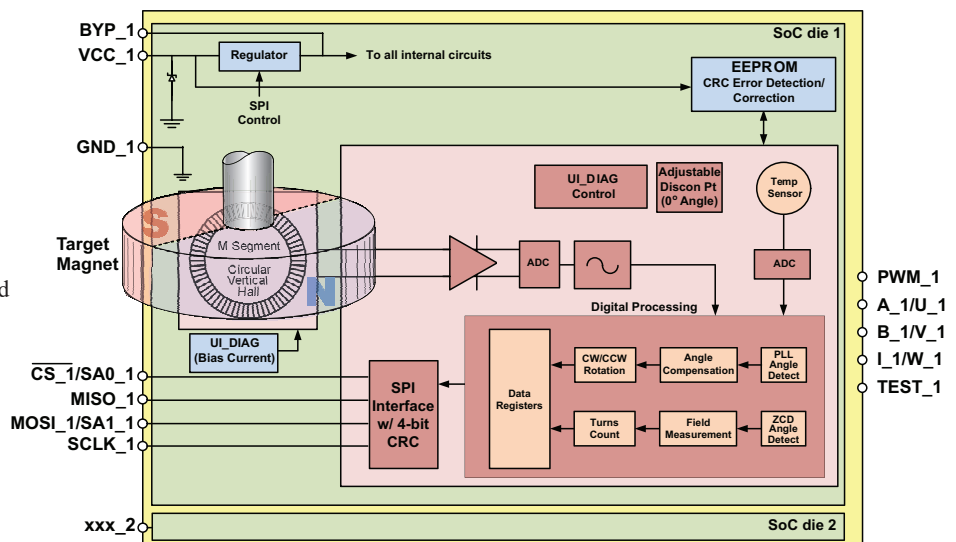 BYP_1
VCC_1
GND_1
Target
Magnet
d
CS_1/SA0_1
MISO_1
MOSI_1/SA1_1
SCLK_1
xxx_2
SoC die 1
Regulator
To all internal circuits
SPI
Control
EEPROM
CRC Error Detection/
Correction
S
M Segment
Circular
Vertical
Hall
N
UI_DIAG
(Bias Current)
UI_DIAG
Control
Adjustable
Discon Pt
(0° Angle)
Temp
Sensor
ADC
ADC
Digital Processing
SPI
Interface
w/ 4-bit
CRC
Data
Registers
CW/CCW
Rotation
Angle
Compensation
PLL
Angle
Detect
Turns
Count
Field
Measurement
ZCD
Angle
Detect
PWM_1
A_1/U_1
B_1/V_1
I_1/W_1
TEST_1
SoC die 2